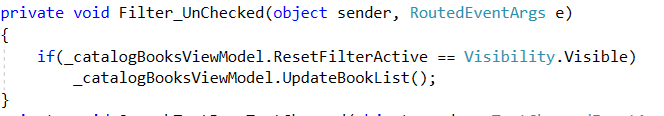 private void Filter_UnChecked(object sender, RoutedEventArgs e)
{
if(_catalogBooksViewModel.ResetFilterActive == Visibility.Visible)
_catalogBooksViewModel.UpdateBookList();
}